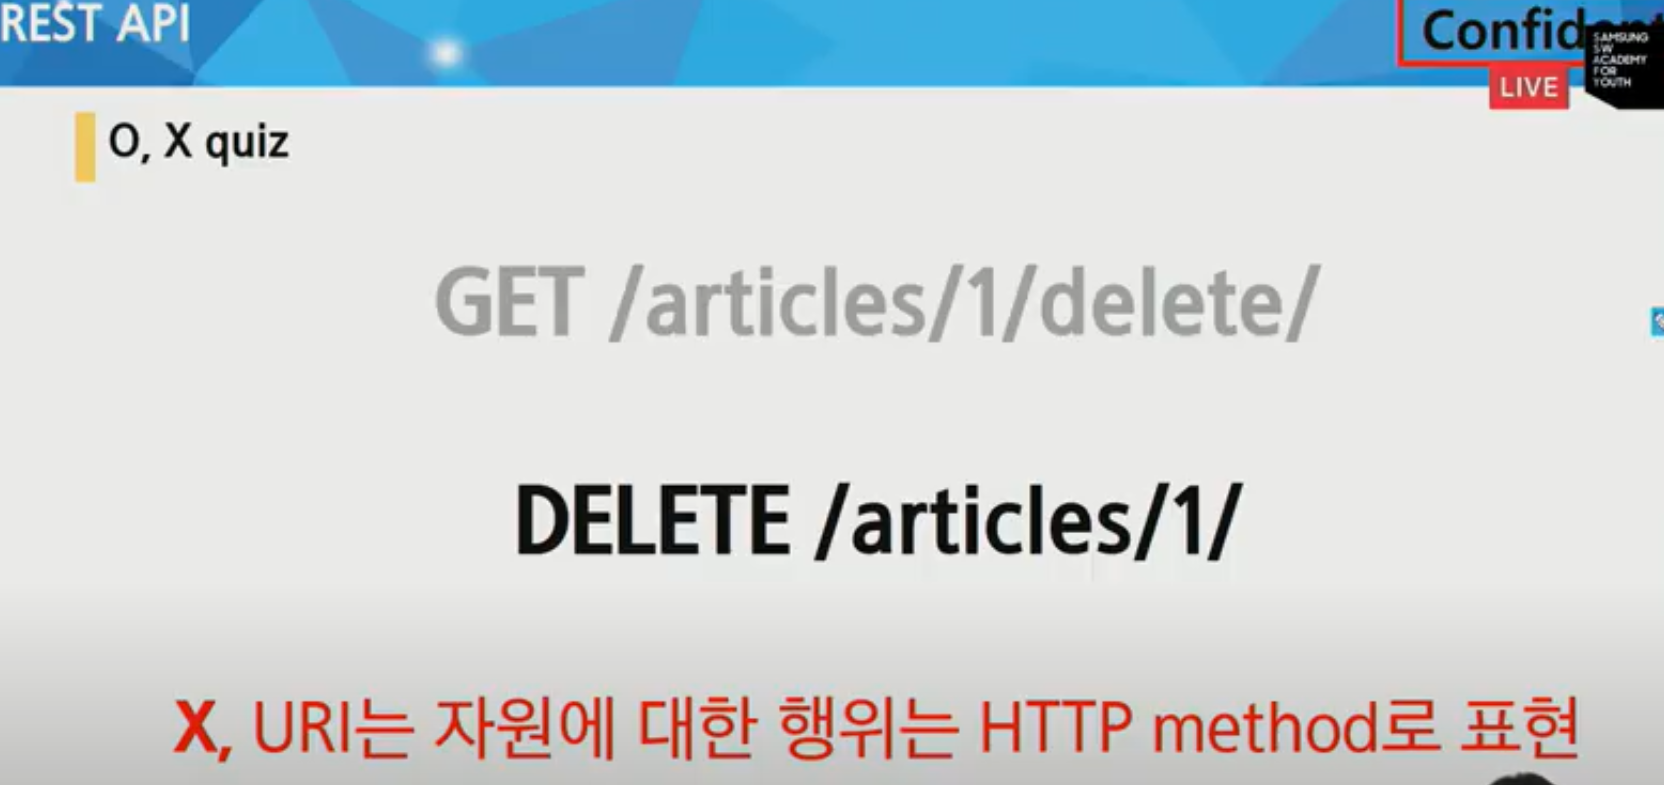 REST API
SAMSUNG
SW
ACADEMY
FOR
YOUTH
LIVE
O, X quiz
GET /articles/1/delete/
DELETE /articles/1/
X, URI는 자원에 대한 행위는 HTTP method로 표현